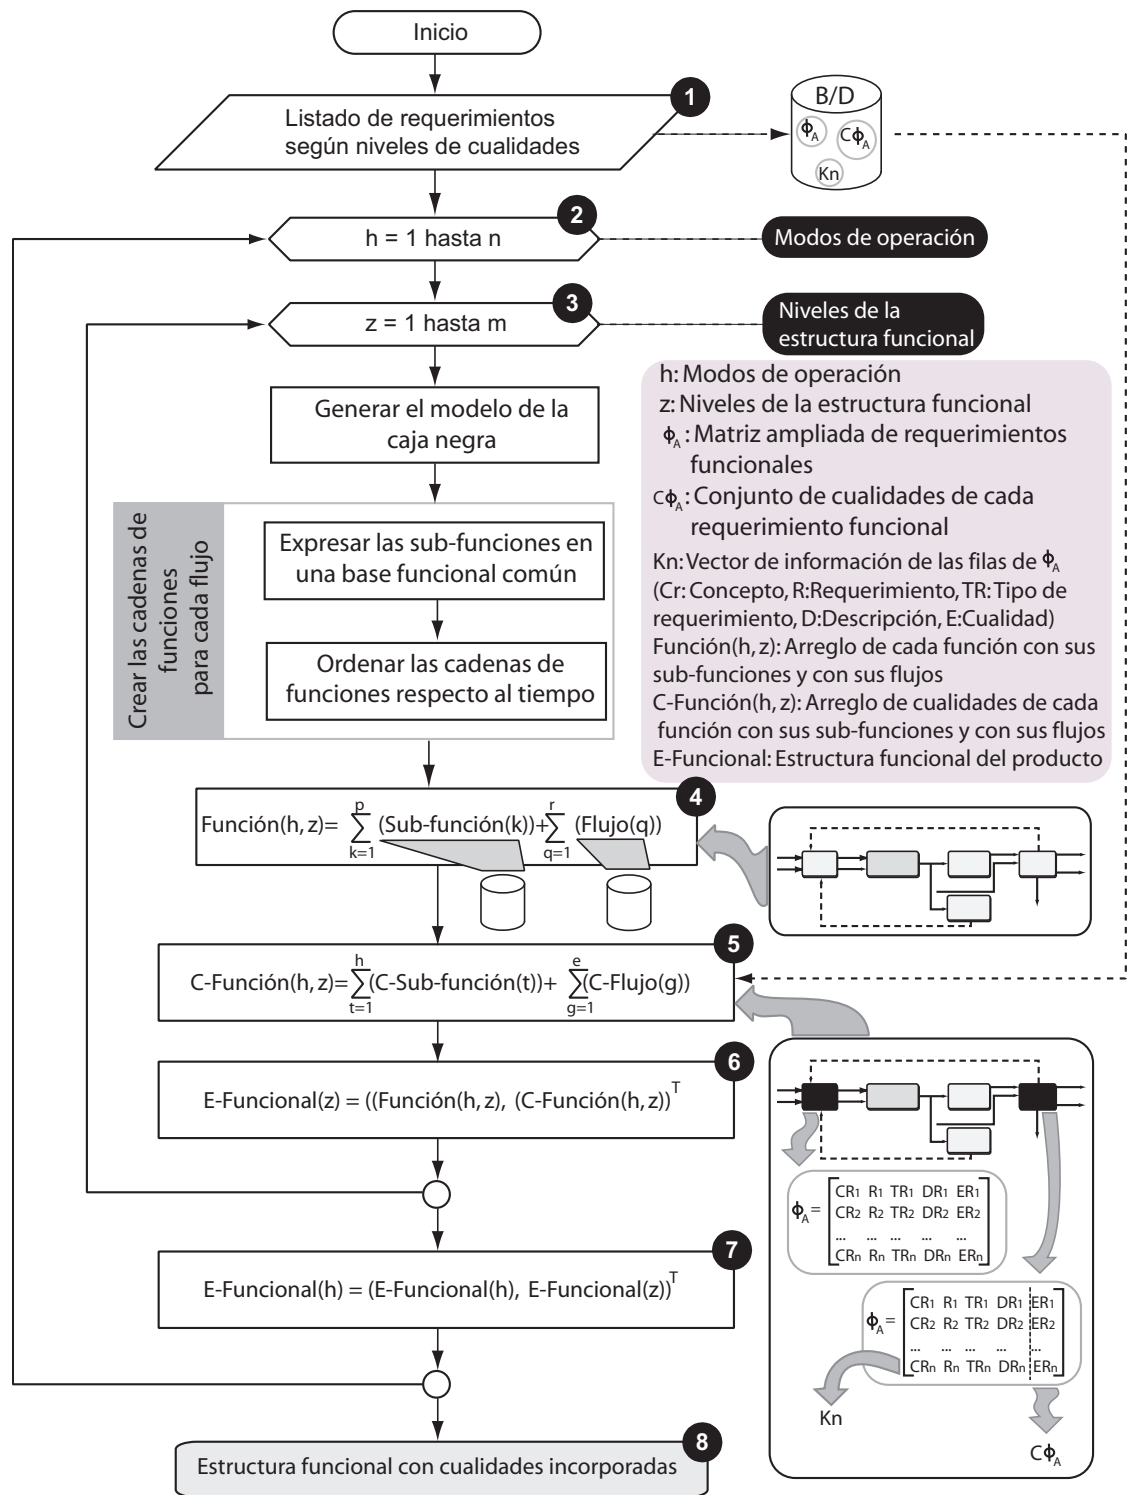 Inicio
1
Listado de requerimientos
según niveles de cualidades
B/D
ϕA
CϕA
Kn
2
h = 1 hasta n
Modos de operación
3
z = 1 hasta m
Niveles de la
estructura funcional
Generar el modelo de la
caja negra
h: Modos de operación
z: Niveles de la estructura funcional
ϕA: Matriz ampliada de requerimientos
funcionales
CϕA: Conjunto de cualidades de cada
requerimiento funcional
Kn: Vector de información de las filas de ϕA
(Cr: Concepto, R:Requerimiento, TR: Tipo de
requerimiento, D:Descripción, E:Cualidad)
Función(h, z): Arreglo de cada función con sus
sub-funciones y con sus flujos
C-Función(h, z): Arreglo de cualidades de cada
función con sus sub-funciones y con sus flujos
E-Funcional: Estructura funcional del producto
Crear las cadenas de
funciones
para cada flujo
Expresar las sub-funciones en
una base funcional común
Ordenar las cadenas de
funciones respecto al tiempo
4
Función(h, z)= p∑k=1 (Sub-función(k))+ r∑q=1 (Flujo(q))
5
C-Función(h, z)= h∑t=1 (C-Sub-función(t))+ e∑g=1 (C-Flujo(g))
6
E-Funcional(z) = ((Función(h, z), (C-Función(h, z))T
7
E-Funcional(h) = (E-Funcional(h), E-Funcional(z))T
8
Estructura funcional con cualidades incorporadas
ϕA =
CR1 R1 TR1 DR1 ER1
CR2 R2 TR2 DR2 ER2
... ... ... ... ...
CRn Rn TRn DRn ERn
ϕA =
CR1 R1 TR1 DR1 ER1
CR2 R2 TR2 DR2 ER2
... ... ... ... ...
CRn Rn TRn DRn ERn
Kn
CϕA